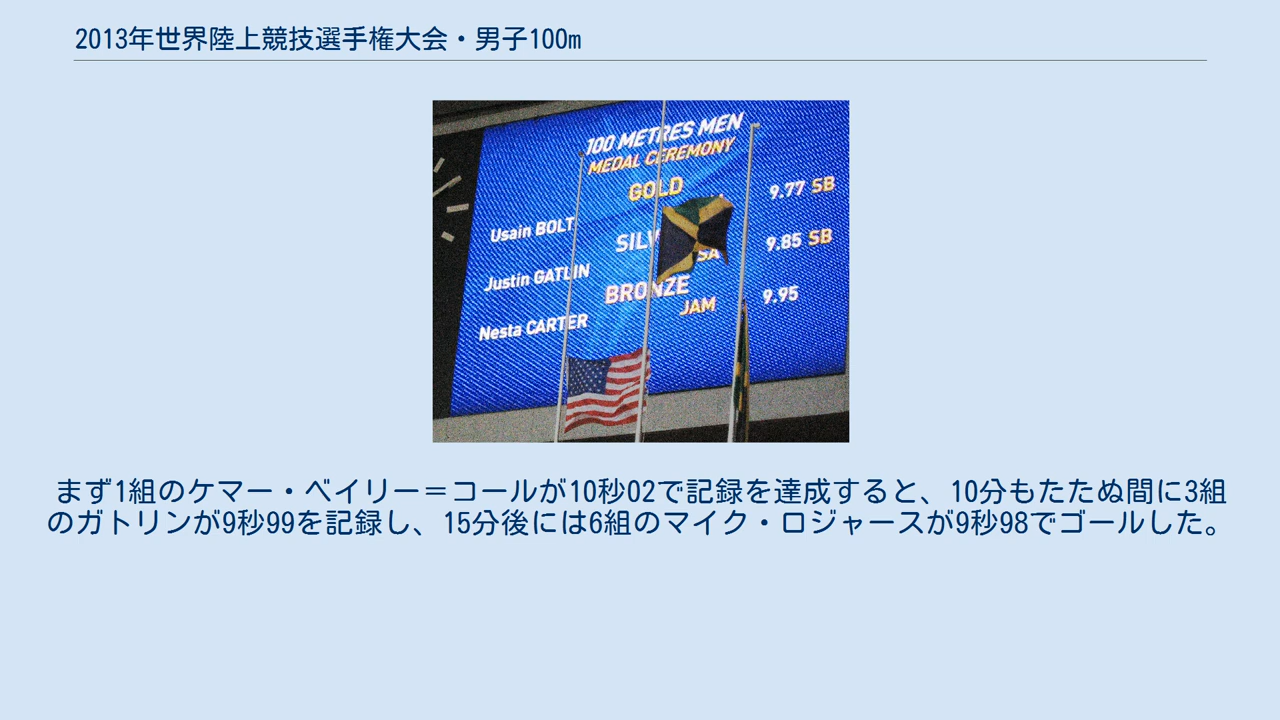 2013年世界陸上競技選手権大会・男子100m
100 METRES MEN
MEDAL CEREMONY
GOLD
Usain BOLT 9.77 SB
SILV
Justin GATLIN SA 9.85 SB
BRONZE
Nesta CARTER JAM 9.95
まず1組のケマー・ベイリー＝コールが10秒02で記録を達成すると、10分もたたぬ間に3組
のガトリンが9秒99を記録し、15分後には6組のマイク・ロジャースが9秒98でゴールした。